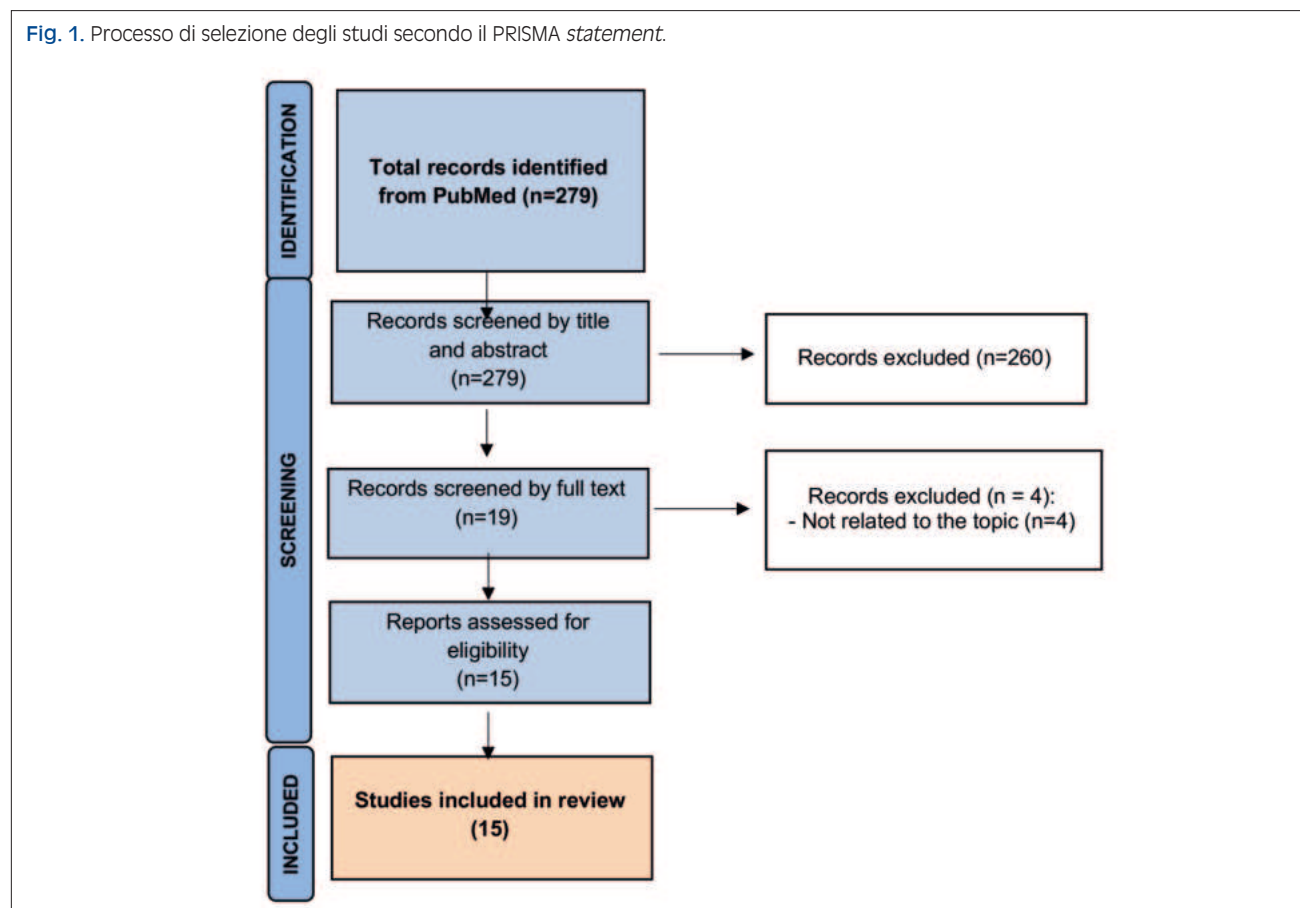 Fig. 1. Processo di selezione degli studi secondo il PRISMA statement.
IDENTIFICATION
Total records identified
from PubMed (n=279)
SCREENING
Records screened by title
and abstract
(n=279)
Records excluded (n=260)
Records screened by full text
(n=19)
Records excluded (n = 4):
- Not related to the topic (n=4)
Reports assessed for
eligibility
(n=15)
INCLUDED
Studies included in review
(15)